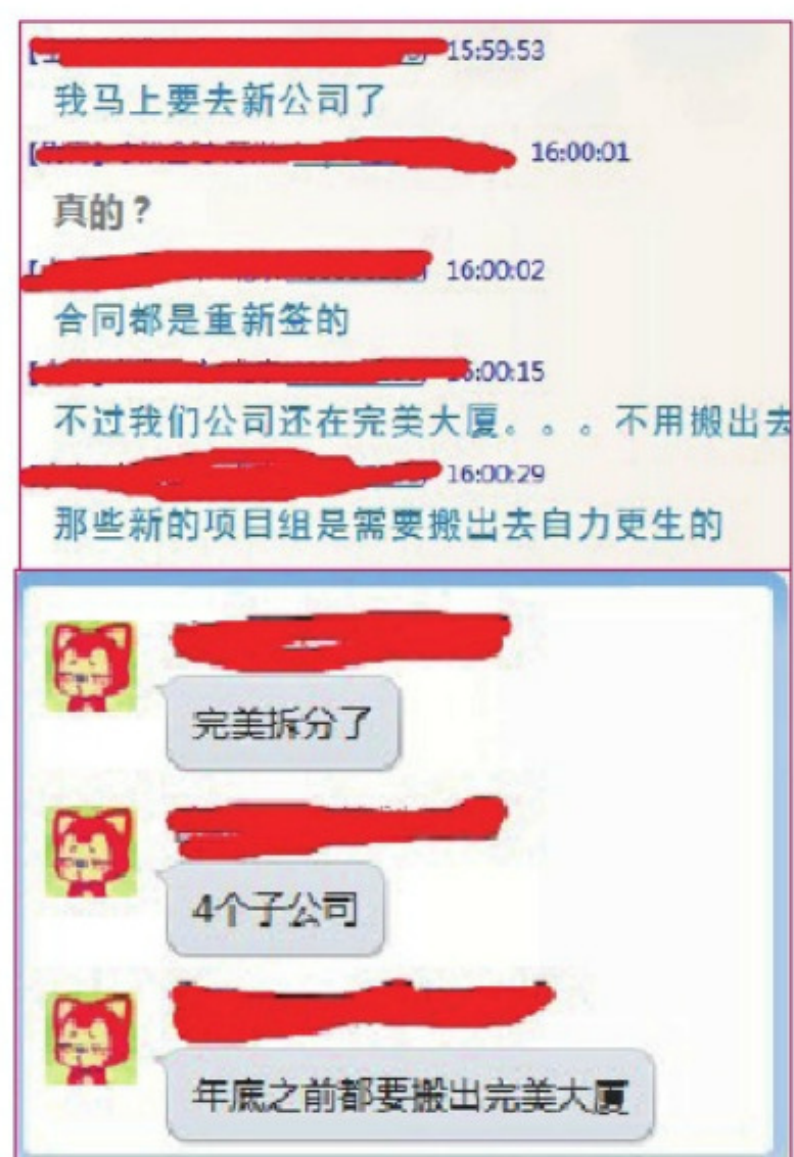 15:59:53
我马上要去新公司了
16:00:01
真的？
16:00:02
合同都是重新签的
:00:15
不过我们公司还在完美大厦。。。不用搬出去
16:00:29
那些新的项目组是需要搬出去自力更生的
完美拆分了
4个子公司
年底之前都要搬出完美大厦